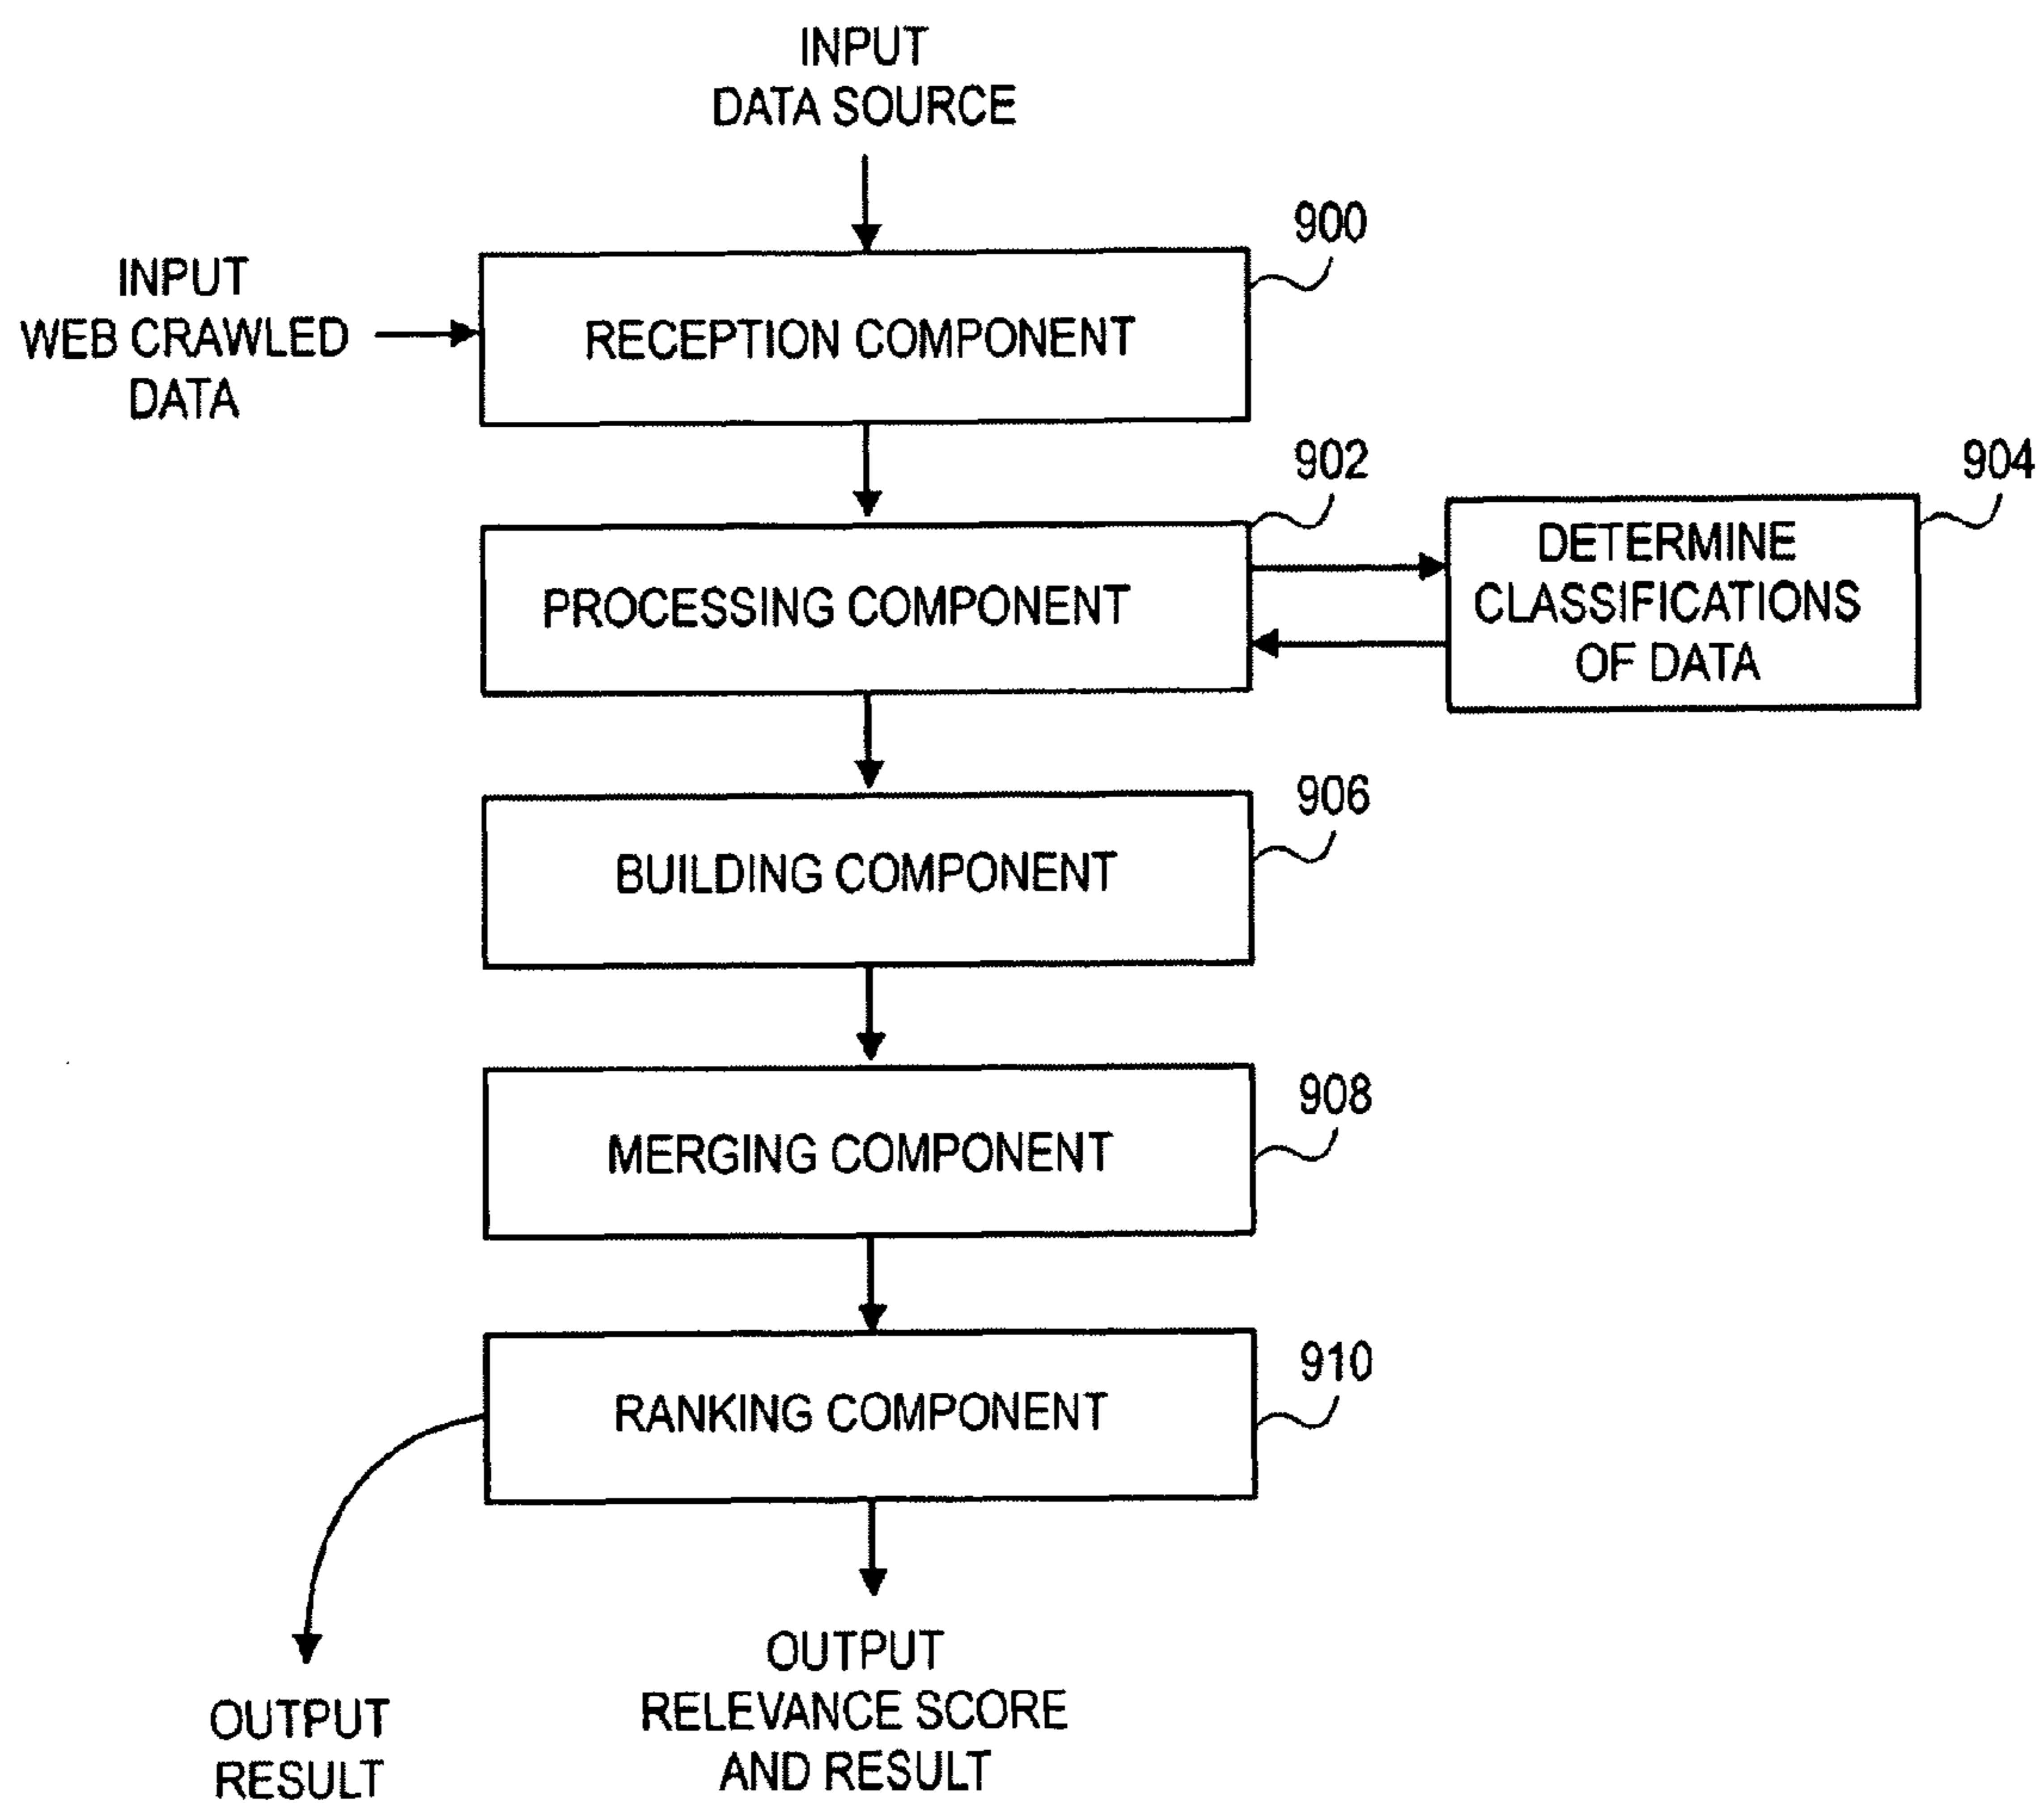 INPUT
DATA SOURCE
900
INPUT
WEB CRAWLED
DATA
RECEPTION COMPONENT
902
904
PROCESSING COMPONENT
DETERMINE
CLASSIFICATIONS
OF DATA
906
BUILDING COMPONENT
908
MERGING COMPONENT
910
RANKING COMPONENT
OUTPUT
RESULT
OUTPUT
RELEVANCE SCORE
AND RESULT